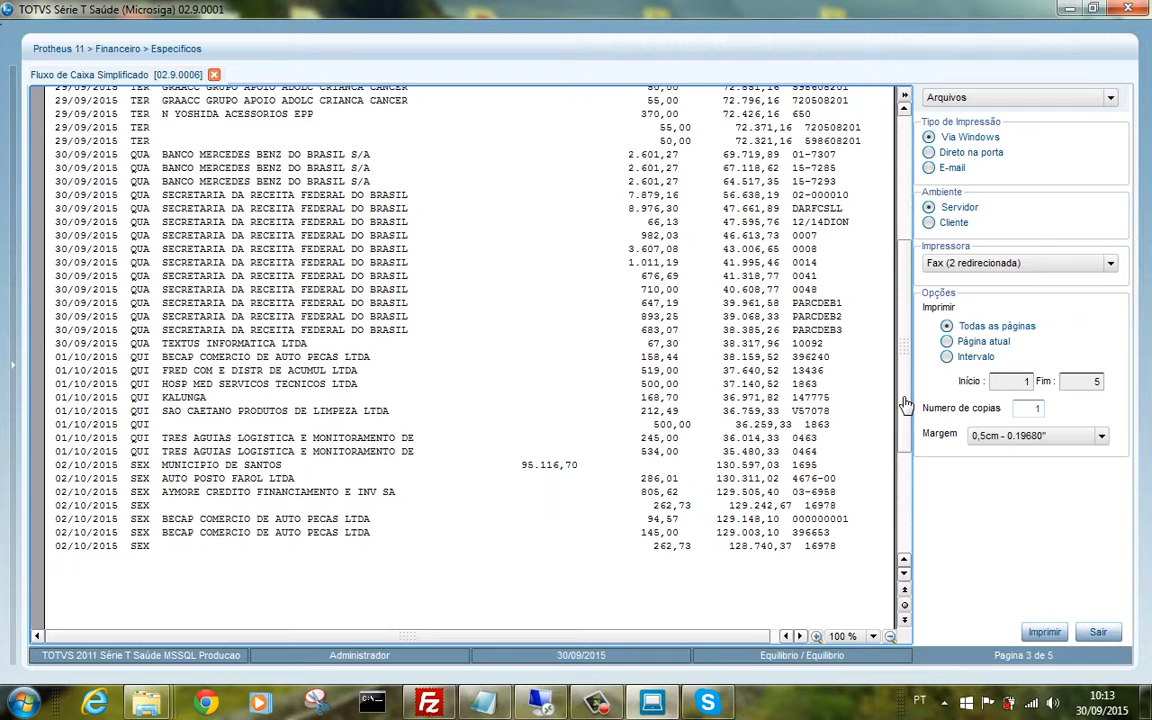 TOTVS Série T Saúde (Microsiga) 02.9.0001
Protheus 11 > Financeiro > Especificos
Fluxo de Caixa Simplificado [02.9.0006]
29/09/2015 TER GRAACC GRUPO APOIO ADOLC CRIANCA CANCER 50,00 598608201
29/09/2015 TER GRAACC GRUPO APOIO ADOLC CRIANCA CANCER 55,00 72.796,16 720508201
29/09/2015 TER N YOSHIDA ACESSORIOS EPP 370,00 72.426,16 650
29/09/2015 TER 55,00 72.371,16 720508201
29/09/2015 TER 50,00 72.321,16 598608201
30/09/2015 QUA BANCO MERCEDES BENZ DO BRASIL S/A 2.601,27 69.719,89 01-7307
30/09/2015 QUA BANCO MERCEDES BENZ DO BRASIL S/A 2.601,27 67.118,62 15-7285
30/09/2015 QUA BANCO MERCEDES BENZ DO BRASIL S/A 2.601,27 64.517,35 15-7293
30/09/2015 QUA SECRETARIA DA RECEITA FEDERAL DO BRASIL 7.879,16 56.638,19 02-000010
30/09/2015 QUA SECRETARIA DA RECEITA FEDERAL DO BRASIL 8.976,30 47.661,89 DARFCSLL
30/09/2015 QUA SECRETARIA DA RECEITA FEDERAL DO BRASIL 66,13 47.595,76 12/14DION
30/09/2015 QUA SECRETARIA DA RECEITA FEDERAL DO BRASIL 982,03 46.613,73 0007
30/09/2015 QUA SECRETARIA DA RECEITA FEDERAL DO BRASIL 3.607,08 43.006,65 0008
30/09/2015 QUA SECRETARIA DA RECEITA FEDERAL DO BRASIL 1.011,19 41.995,46 0014
30/09/2015 QUA SECRETARIA DA RECEITA FEDERAL DO BRASIL 676,69 41.318,77 0041
30/09/2015 QUA SECRETARIA DA RECEITA FEDERAL DO BRASIL 710,00 40.608,77 0048
30/09/2015 QUA SECRETARIA DA RECEITA FEDERAL DO BRASIL 647,19 39.961,58 PARCDEB1
30/09/2015 QUA SECRETARIA DA RECEITA FEDERAL DO BRASIL 893,25 39.068,33 PARCDEB2
30/09/2015 QUA SECRETARIA DA RECEITA FEDERAL DO BRASIL 683,07 38.385,26 PARCDEB3
30/09/2015 QUA TEXTUS INFORMATICA LTDA 67,30 38.317,96 10092
01/10/2015 QUI BECAP COMERCIO DE AUTO PECAS LTDA 158,44 38.159,52 396240
01/10/2015 QUI FRED COM E DISTR DE ACUMUL LTDA 519,00 37.640,52 13436
01/10/2015 QUI HOSP MED SERVICOS TECNICOS LTDA 500,00 37.140,52 1863
01/10/2015 QUI KALUNGA 168,70 36.971,82 147775
01/10/2015 QUI SAO CAETANO PRODUTOS DE LIMPEZA LTDA 212,49 36.759,33 V57078
01/10/2015 QUI 500,00 36.259,33 1863
01/10/2015 QUI TRES AGUIAS LOGISTICA E MONITORAMENTO DE 245,00 36.014,33 0463
01/10/2015 QUI TRES AGUIAS LOGISTICA E MONITORAMENTO DE 534,00 35.480,33 0464
02/10/2015 SEX MUNICIPIO DE SANTOS 95.116,70 130.597,03 1695
02/10/2015 SEX AUTO POSTO FAROL LTDA 286,01 130.311,02 4676-00
02/10/2015 SEX AYMORE CREDITO FINANCIAMENTO E INV SA 805,62 129.505,40 03-6958
02/10/2015 SEX 262,73 129.242,67 16978
02/10/2015 SEX BECAP COMERCIO DE AUTO PECAS LTDA 94,57 129.148,10 000000001
02/10/2015 SEX BECAP COMERCIO DE AUTO PECAS LTDA 145,00 129.003,10 396653
02/10/2015 SEX 262,73 128.740,37 16978
100 %
Arquivos
Tipo de Impressão
Via Windows
Direto na porta
E-mail
Ambiente
Servidor
Cliente
Impressora
Fax (2 redirecionada)
Opções
Imprimir
Todas as páginas
Página atual
Intervalo
Início : 1 Fim : 5
Numero de copias 1
Margem 0,5cm - 0.19680"
Imprimir Sair
TOTVS 2011 Série T Saúde MSSQL Producao Administrador 30/09/2015 Equilibrio / Equilibrio Pagina 3 de 5
PT
10:13
30/09/2015